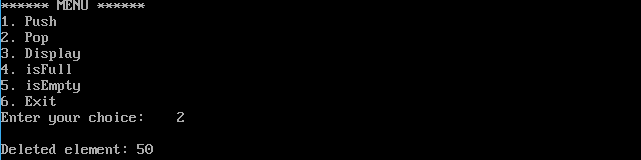 ****** MENU ******
1. Push
2. Pop
3. Display
4. isFull
5. isEmpty
6. Exit
Enter your choice:    2
Deleted element: 50